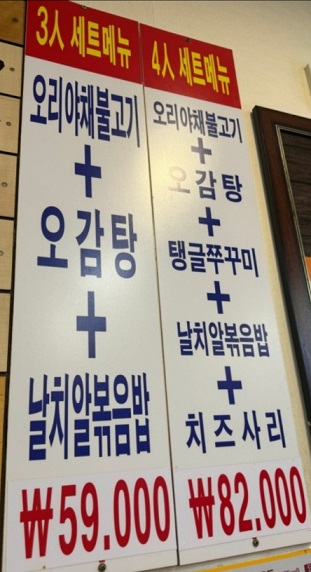 3人 세트메뉴
오리야채불고기
+
오감탕
+
날치알볶음밥
₩59.000
4人 세트메뉴
오리야채불고기
+
오감탕
+
탱글쭈꾸미
+
날치알볶음밥
+
치즈사리
₩82.000